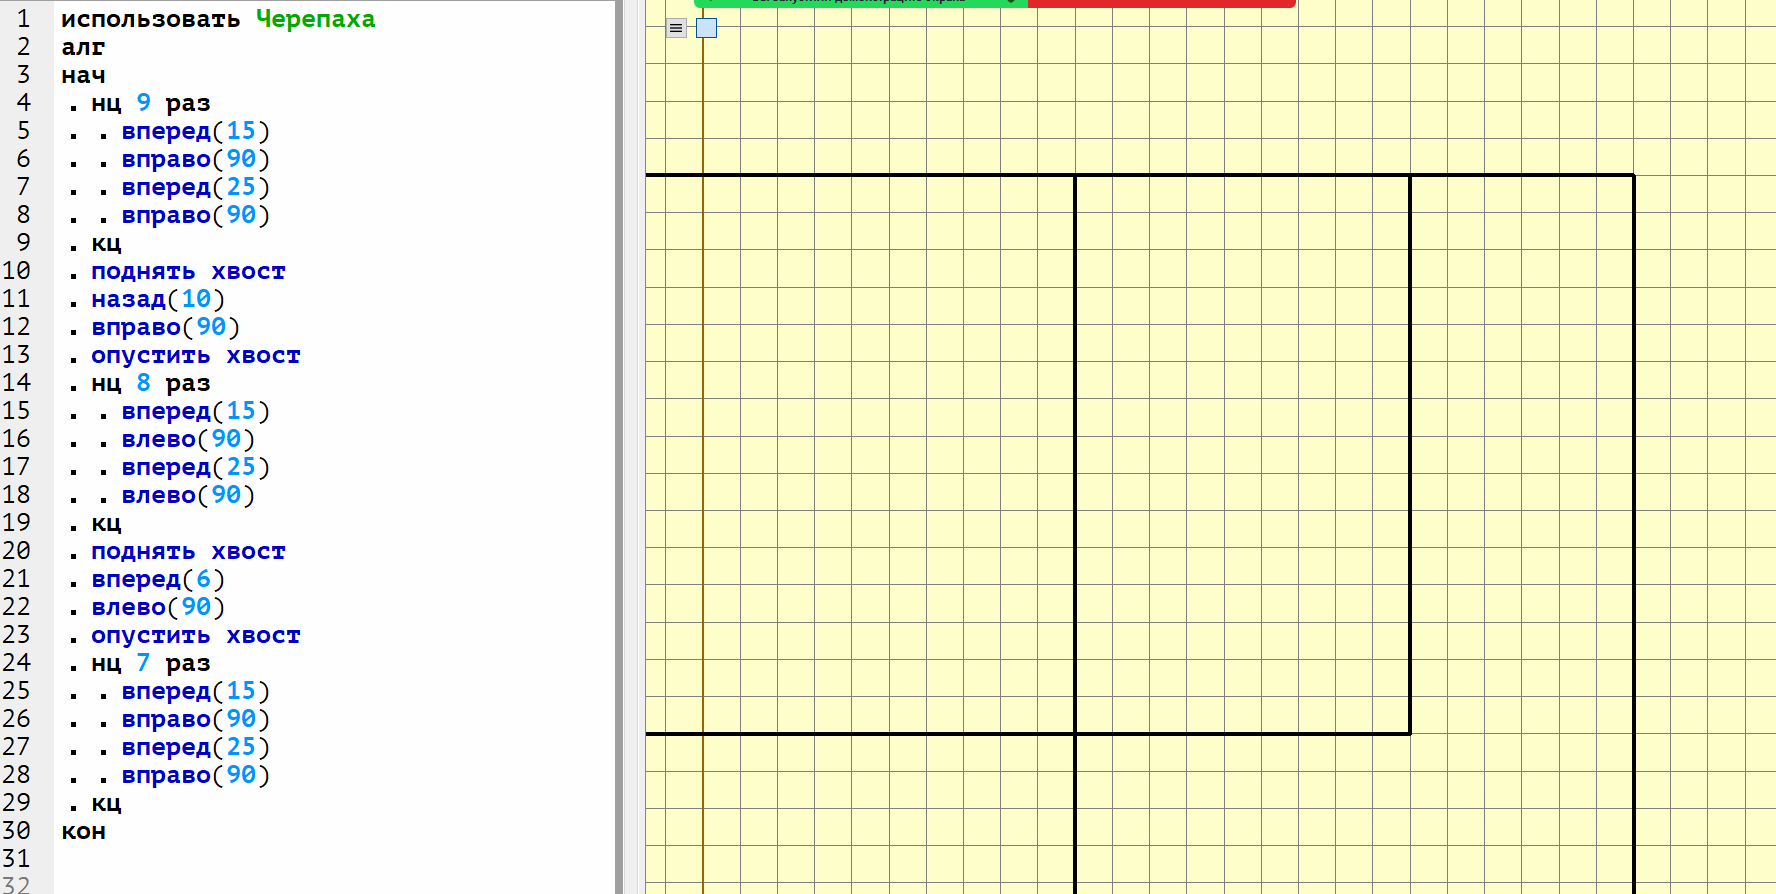 1 использовать Черепаха
2 алг
3 нач
4 . нц 9 раз
5 . . вперед(15)
6 . . вправо(90)
7 . . вперед(25)
8 . . вправо(90)
9 . кц
10 . поднять хвост
11 . назад(10)
12 . вправо(90)
13 . опустить хвост
14 . нц 8 раз
15 . . вперед(15)
16 . . влево(90)
17 . . вперед(25)
18 . . влево(90)
19 . кц
20 . поднять хвост
21 . вперед(6)
22 . влево(90)
23 . опустить хвост
24 . нц 7 раз
25 . . вперед(15)
26 . . вправо(90)
27 . . вперед(25)
28 . . вправо(90)
29 . кц
30 кон
31
32